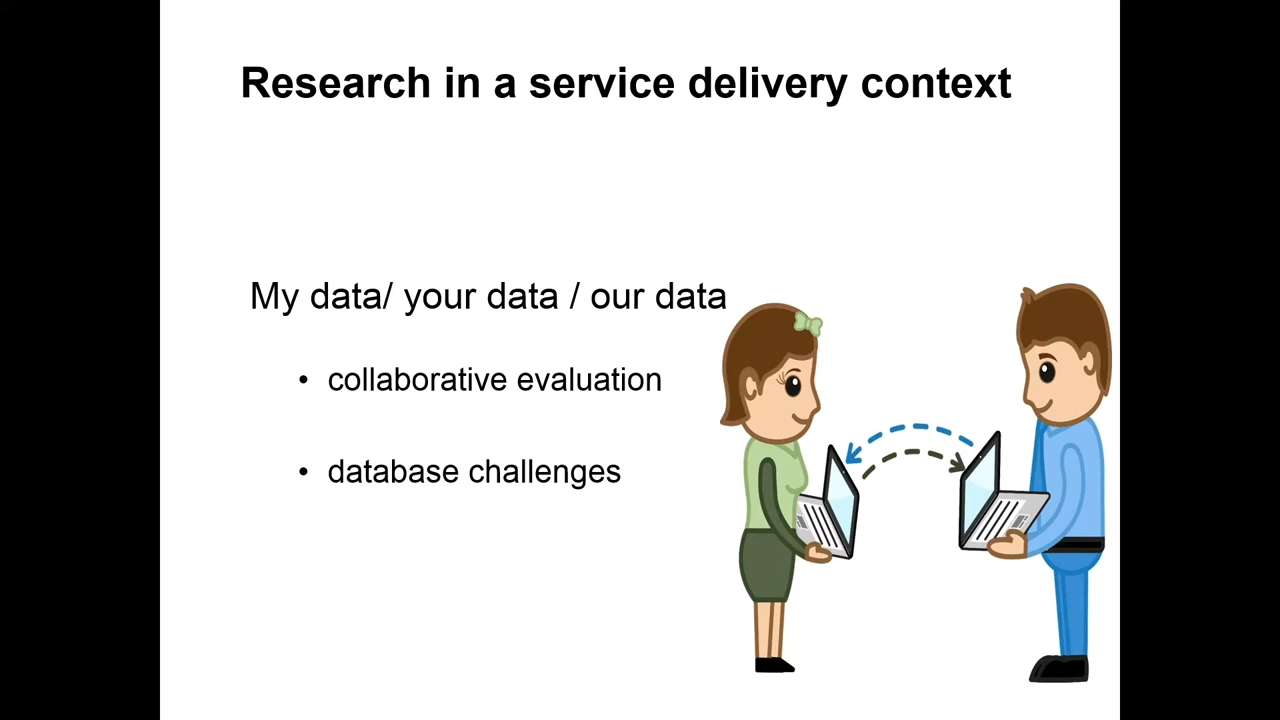 Research in a service delivery context
My data/ your data / our data
• collaborative evaluation
• database challenges